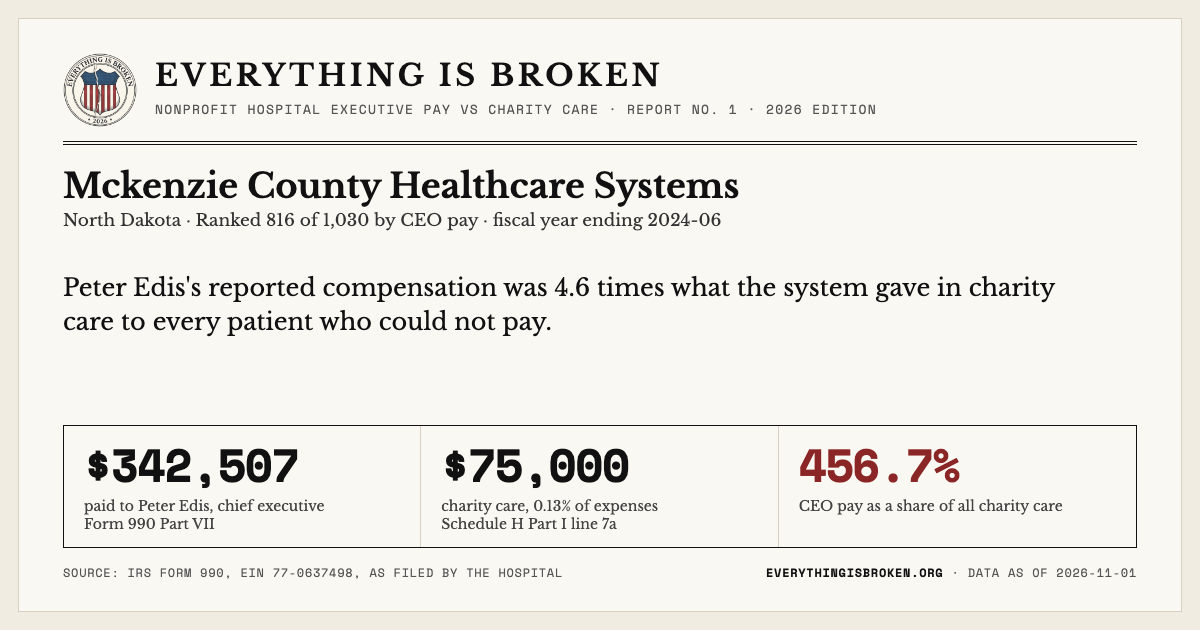 EVERYTHING IS BROKEN
2026
EVERYTHING IS BROKEN
NONPROFIT HOSPITAL EXECUTIVE PAY VS CHARITY CARE · REPORT NO. 1 · 2026 EDITION
Mckenzie County Healthcare Systems
North Dakota · Ranked 816 of 1,030 by CEO pay · fiscal year ending 2024-06
Peter Edis's reported compensation was 4.6 times what the system gave in charity
care to every patient who could not pay.
$342,507
paid to Peter Edis, chief executive
Form 990 Part VII
$75,000
charity care, 0.13% of expenses
Schedule H Part I line 7a
456.7%
CEO pay as a share of all charity care
SOURCE: IRS FORM 990, EIN 77-0637498, AS FILED BY THE HOSPITAL
EVERYTHINGISBROKEN.ORG · DATA AS OF 2026-11-01